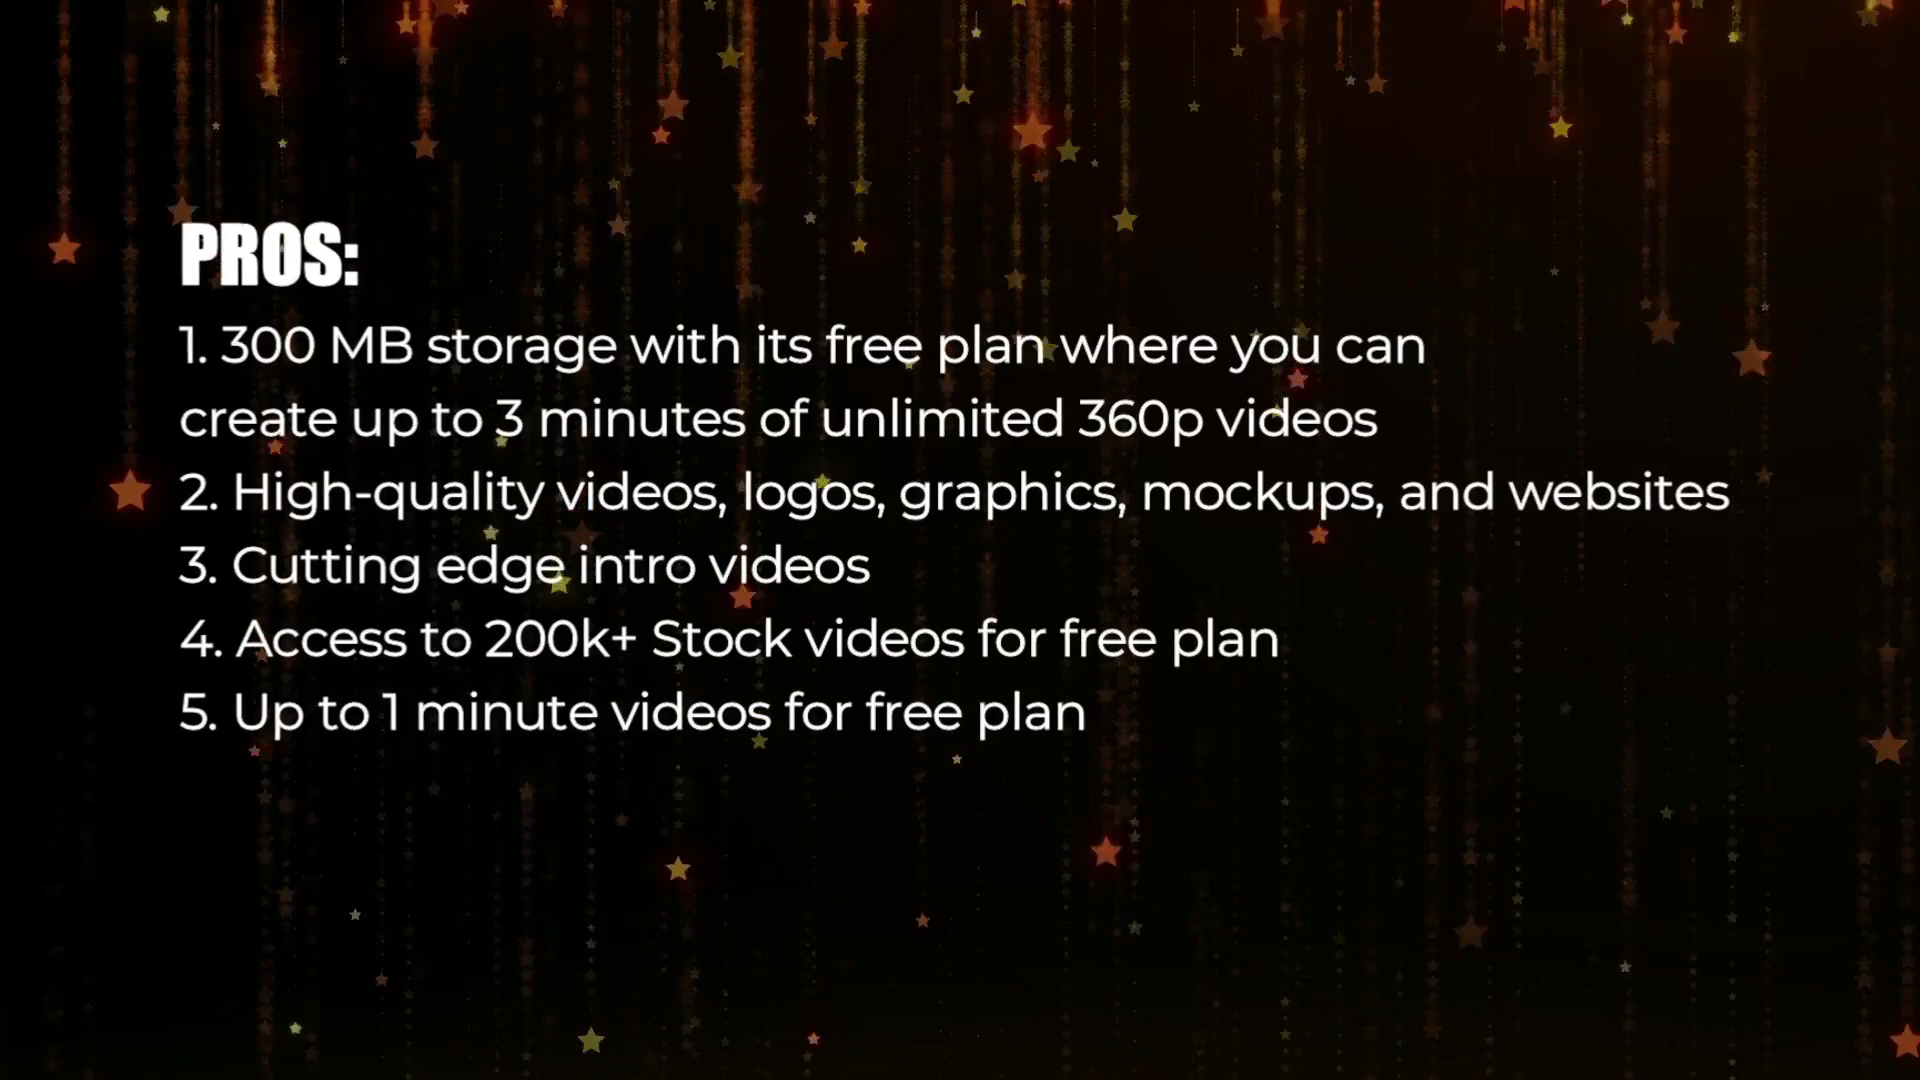 PROS:
1. 300 MB storage with its free plan where you can
create up to 3 minutes of unlimited 360p videos
2. High-quality videos, logos, graphics, mockups, and websites
3. Cutting edge intro videos
4. Access to 200k+ Stock videos for free plan
5. Up to 1 minute videos for free plan